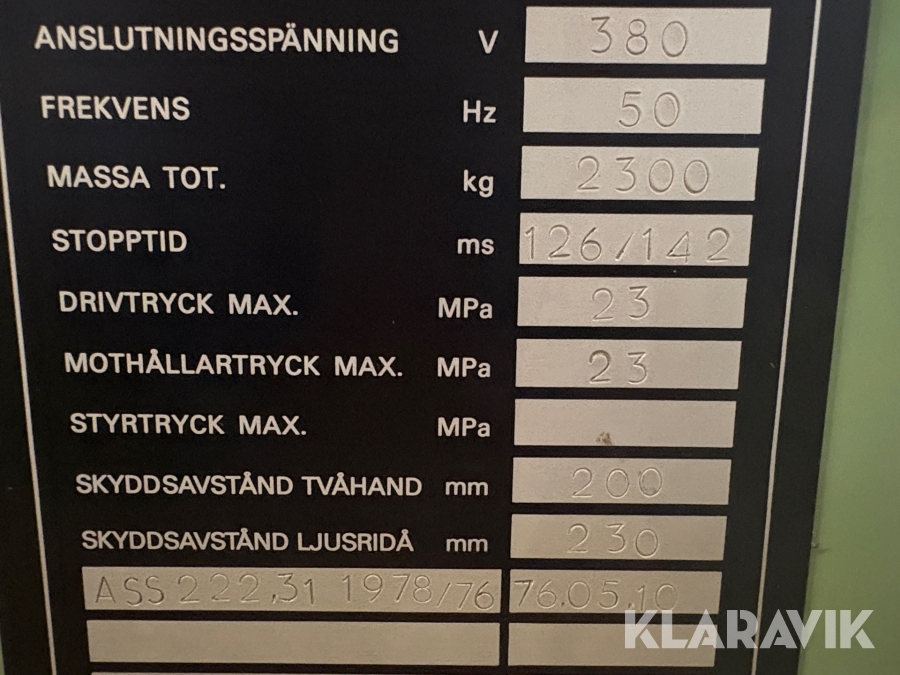 ANSLUTNINGSSPÄNNING V 380
FREKVENS Hz 50
MASSA TOT. kg 2300
STOPPTID ms 126/142
DRIVTRYCK MAX. MPa 23
MOTHÅLLARTRYCK MAX. MPa 23
STYRTRYCK MAX. MPa
SKYDDSAVSTÅND TVÅHAND mm 200
SKYDDSAVSTÅND LJUSRIDÅ mm 230
ASS 222,31 1978/76 76.05.10
KLARAVIK